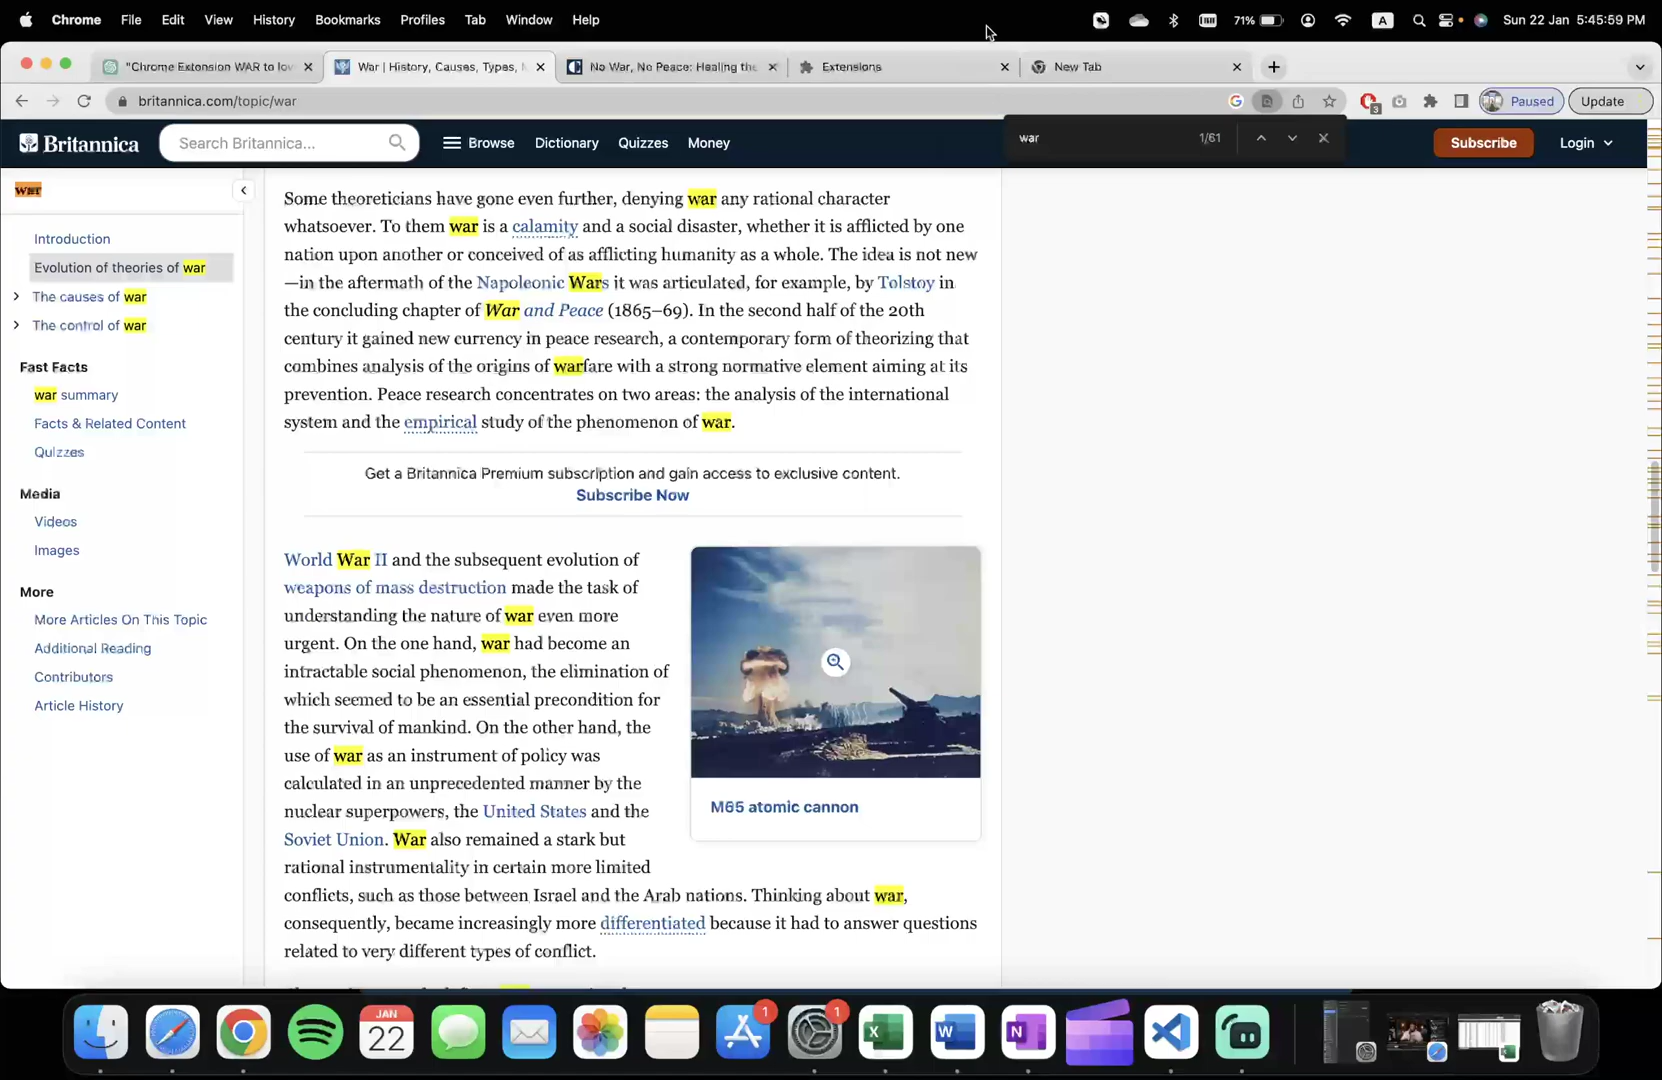 Chrome File Edit View History Bookmarks Profiles Tab Window Help
71% A Sun 22 Jan 5:45:59 PM
"Chrome Extension WAR to lov
War | History, Causes, Types,
No War, No Peace: Healing the
Extensions
New Tab
britannica.com/topic/war
3
Paused
Update
Britannica
Search Britannica...
Browse Dictionary Quizzes Money
war 1/61
Subscribe
Login
war
Introduction
Evolution of theories of war
The causes of war
The control of war
Fast Facts
war summary
Facts & Related Content
Quizzes
Media
Videos
Images
More
More Articles On This Topic
Additional Reading
Contributors
Article History
Some theoreticians have gone even further, denying war any rational character
whatsoever. To them war is a calamity and a social disaster, whether it is afflicted by one
nation upon another or conceived of as afflicting humanity as a whole. The idea is not new
—in the aftermath of the Napoleonic Wars it was articulated, for example, by Tolstoy in
the concluding chapter of War and Peace (1865–69). In the second half of the 20th
century it gained new currency in peace research, a contemporary form of theorizing that
combines analysis of the origins of warfare with a strong normative element aiming at its
prevention. Peace research concentrates on two areas: the analysis of the international
system and the empirical study of the phenomenon of war.
Get a Britannica Premium subscription and gain access to exclusive content.
Subscribe Now
World War II and the subsequent evolution of
weapons of mass destruction made the task of
understanding the nature of war even more
urgent. On the one hand, war had become an
intractable social phenomenon, the elimination of
which seemed to be an essential precondition for
the survival of mankind. On the other hand, the
use of war as an instrument of policy was
calculated in an unprecedented manner by the
nuclear superpowers, the United States and the
Soviet Union. War also remained a stark but
rational instrumentality in certain more limited
conflicts, such as those between Israel and the Arab nations. Thinking about war,
consequently, became increasingly more differentiated because it had to answer questions
related to very different types of conflict.
M65 atomic cannon
JAN
22
1
1
X
W
N